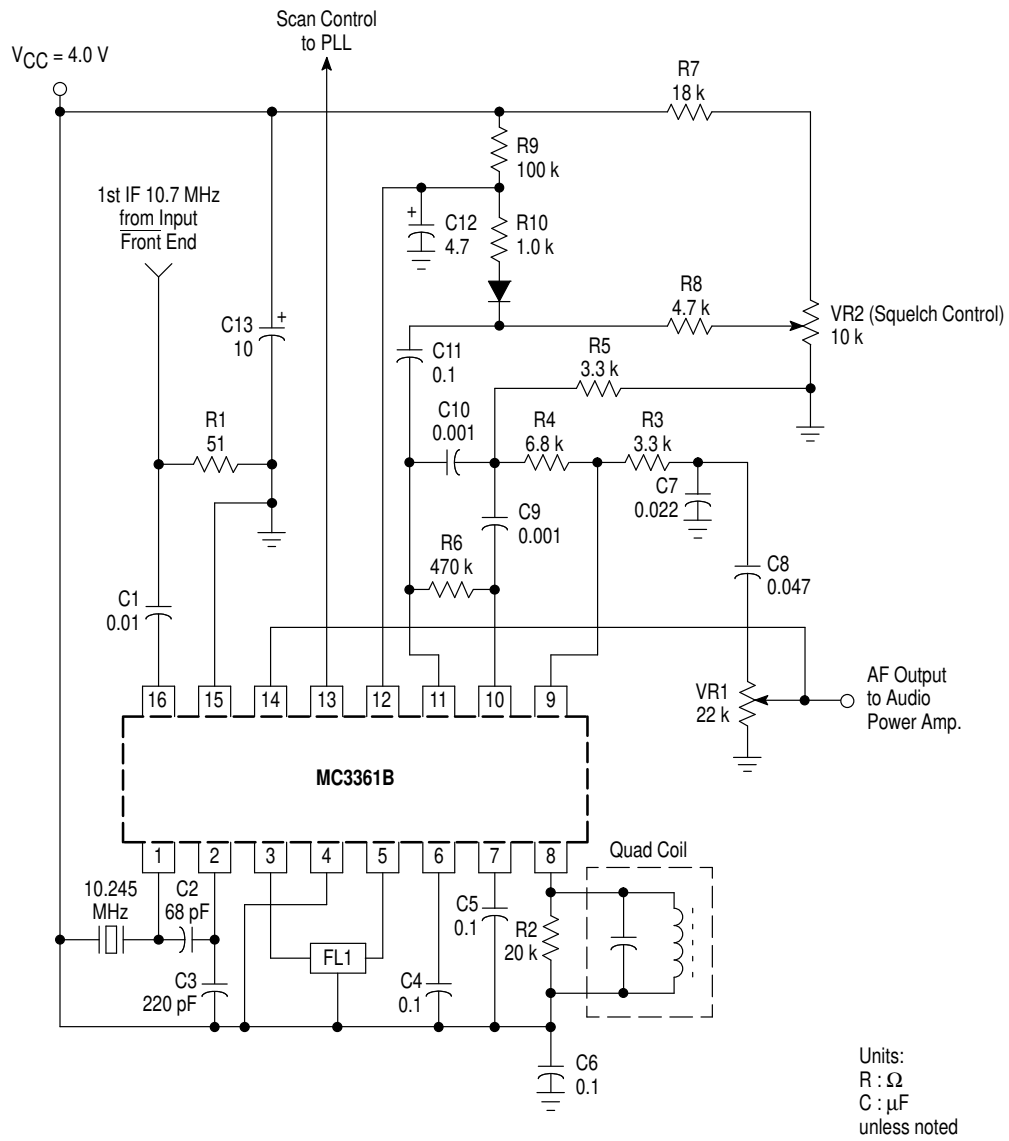 Scan Control
to PLL
VCC = 4.0 V
R7
18 k
R9
100 k
1st IF 10.7 MHz
from Input
Front End
+
C12
4.7
R10
1.0 k
R8
4.7 k
VR2 (Squelch Control)
10 k
C13
10
+
C11
0.1
R5
3.3 k
C10
0.001
R4
6.8 k
R3
3.3 k
R1
51
C7
0.022
C9
0.001
R6
470 k
C8
0.047
C1
0.01
VR1
22 k
AF Output
to Audio
Power Amp.
16
15
14
13
12
11
10
9
MC3361B
1
2
3
4
5
6
7
8
Quad Coil
10.245
MHz
C2
68 pF
C5
0.1
R2
20 k
FL1
C3
220 pF
C4
0.1
C6
0.1
Units:
R : Ω
C : μF
unless noted